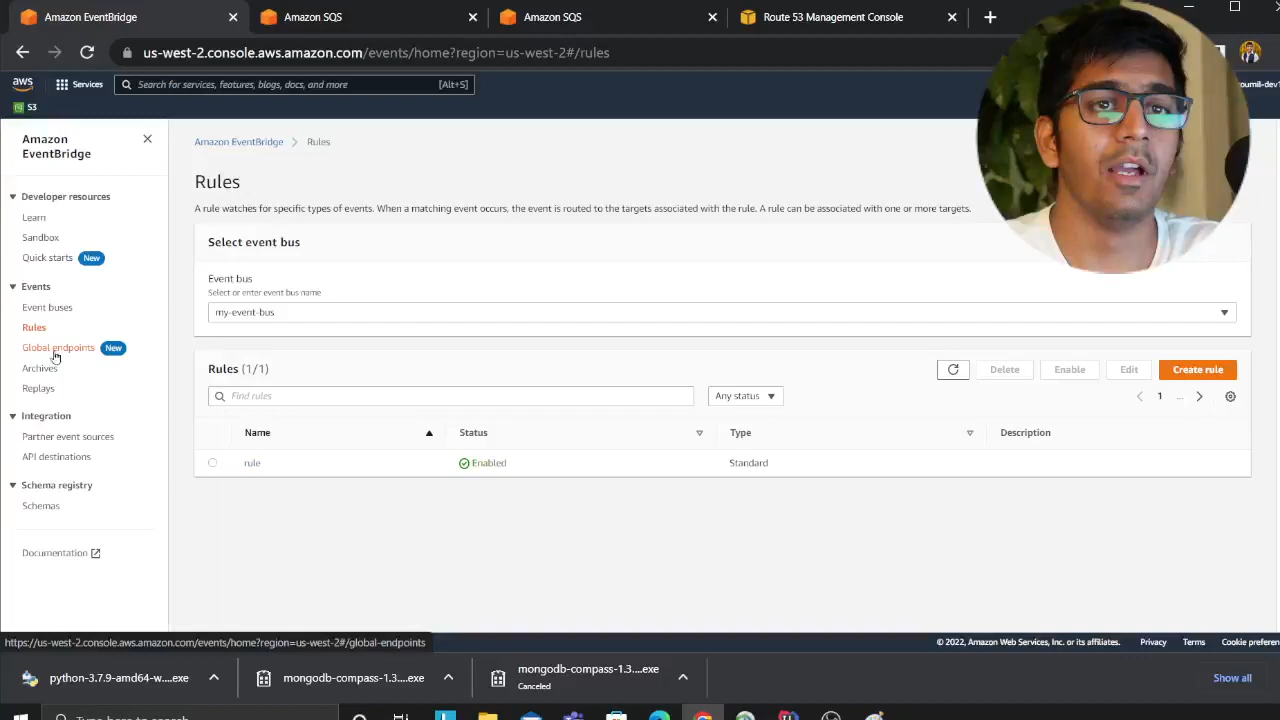 Amazon EventBridge
Amazon SQS
Amazon SQS
Route 53 Management Console
us-west-2.console.aws.amazon.com/events/home?region=us-west-2#/rules
aws
Services
Search for services, features, blogs, docs, and more
[Alt+S]
S3
Amazon
EventBridge
Developer resources
Learn
Sandbox
Quick starts New
Events
Event buses
Rules
Global endpoints New
Archives
Replays
Integration
Partner event sources
API destinations
Schema registry
Schemas
Documentation
Amazon EventBridge
Rules
Rules
A rule watches for specific types of events. When a matching event occurs, the event is routed to the targets associated with the rule. A rule can be associated with one or more targets.
Select event bus
Event bus
Select or enter event bus name
my-event-bus
Rules (1/1)
Delete
Enable
Edit
Create rule
Find rules
Any status
1
...
Name
Status
Type
Description
rule
Enabled
Standard
https://us-west-2.console.aws.amazon.com/events/home?region=us-west-2#/global-endpoints
© 2022, Amazon Web Services, Inc. or its affiliates.
Privacy
Terms
Cookie preferen
python-3.7.9-amd64-w....exe
mongodb-compass-1.3....exe
mongodb-compass-1.3....exe
Canceled
Show all